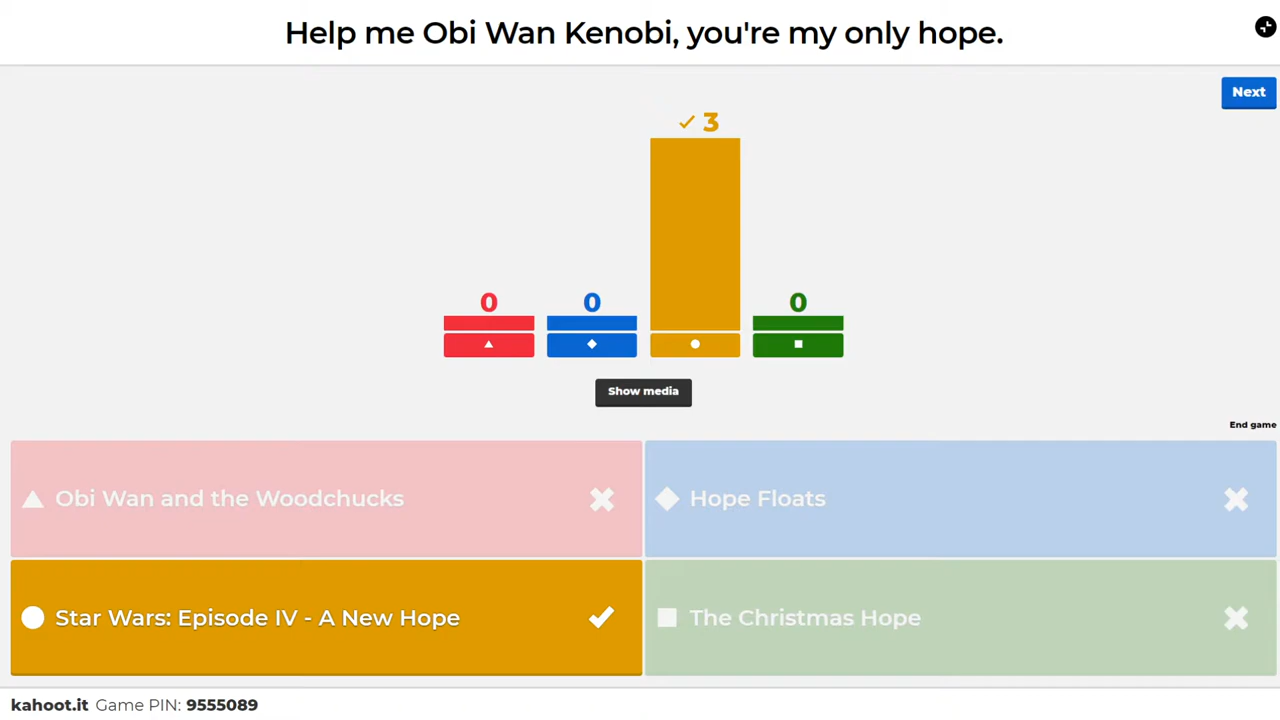 Help me Obi Wan Kenobi, you're my only hope.
Next
3
0
0
0
Show media
End game
Obi Wan and the Woodchucks
Hope Floats
Star Wars: Episode IV - A New Hope
The Christmas Hope
kahoot.it Game PIN: 9555089